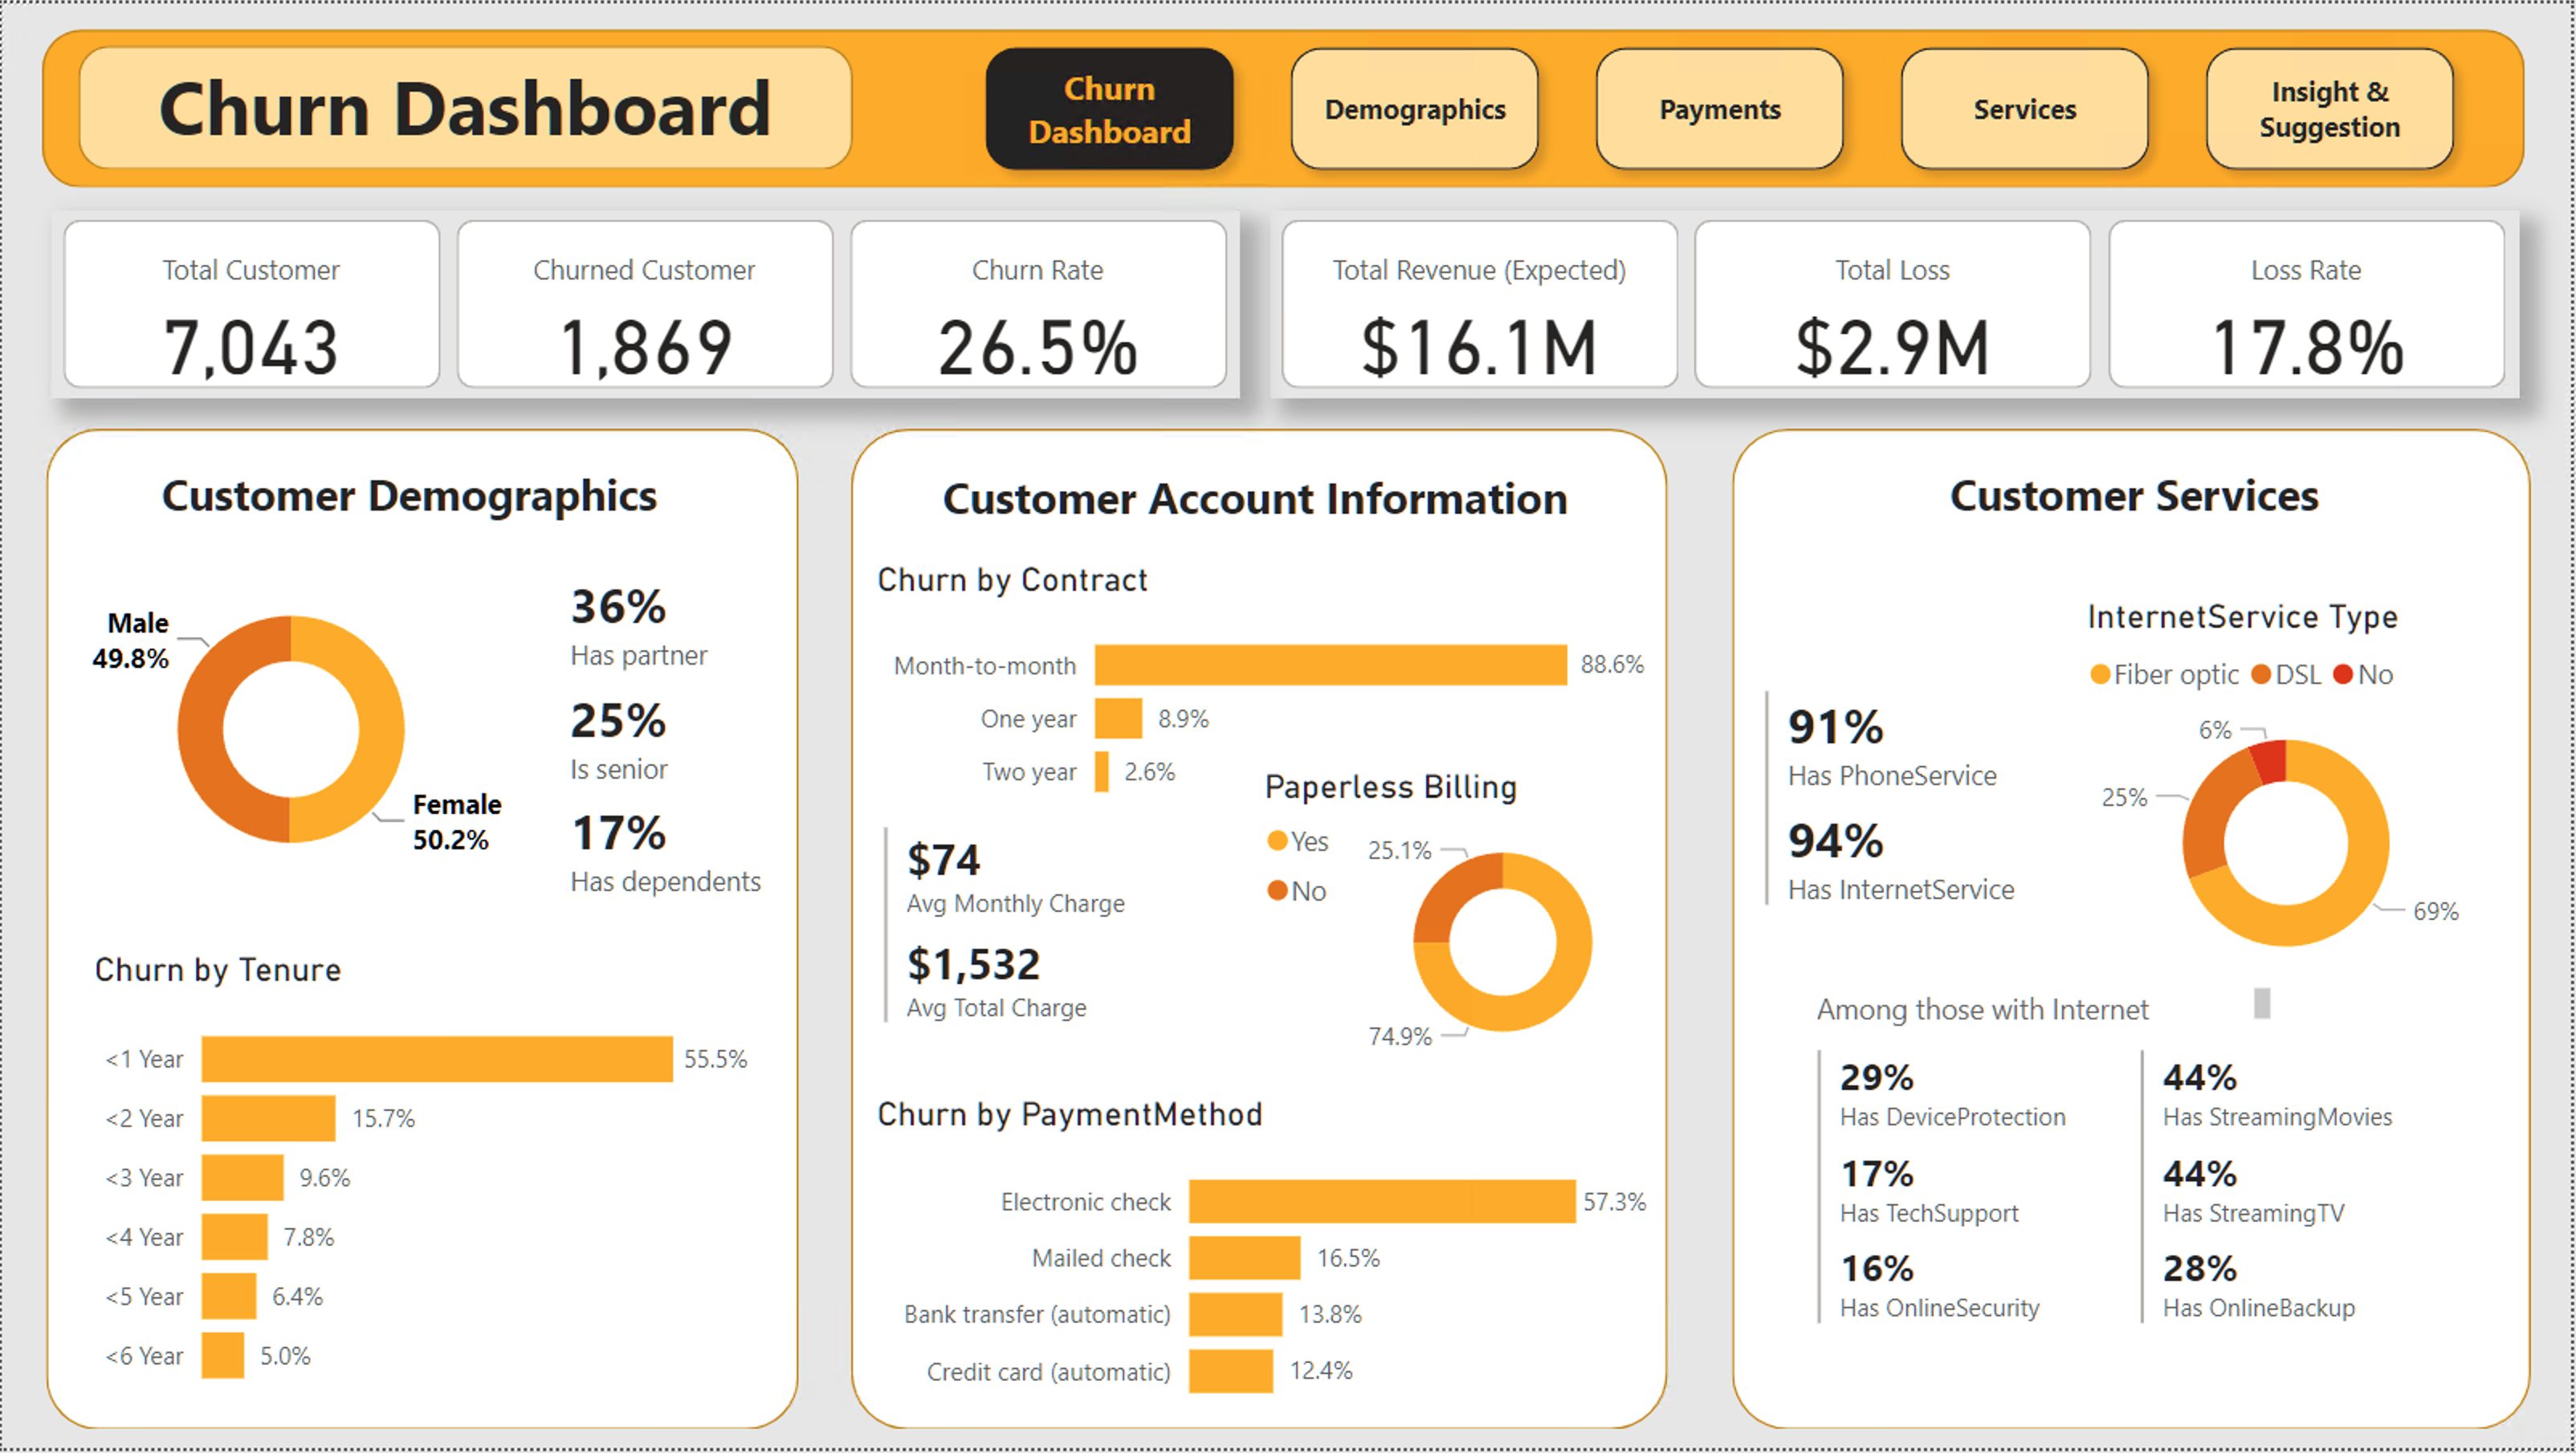 Churn Dashboard
Churn
Dashboard
Demographics
Payments
Services
Insight &
Suggestion
Total Customer
7,043
Churned Customer
1,869
Churn Rate
26.5%
Total Revenue (Expected)
$16.1M
Total Loss
$2.9M
Loss Rate
17.8%
Customer Demographics
Male
49.8%
Female
50.2%
36%
Has partner
25%
Is senior
17%
Has dependents
Churn by Tenure
<1 Year 55.5%
<2 Year 15.7%
<3 Year 9.6%
<4 Year 7.8%
<5 Year 6.4%
<6 Year 5.0%
Customer Account Information
Churn by Contract
Month-to-month 88.6%
One year 8.9%
Two year 2.6%
$74
Avg Monthly Charge
$1,532
Avg Total Charge
Paperless Billing
Yes
No
25.1%
74.9%
Churn by PaymentMethod
Electronic check 57.3%
Mailed check 16.5%
Bank transfer (automatic) 13.8%
Credit card (automatic) 12.4%
Customer Services
91%
Has PhoneService
94%
Has InternetService
InternetService Type
Fiber optic DSL No
6%
25%
69%
Among those with Internet
29%
Has DeviceProtection
17%
Has TechSupport
16%
Has OnlineSecurity
44%
Has StreamingMovies
44%
Has StreamingTV
28%
Has OnlineBackup